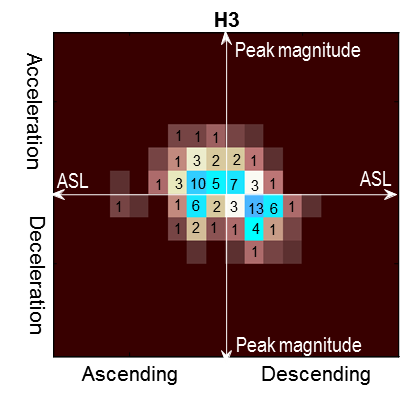 H3
Peak magnitude
Acceleration
1 1 1
1 3 2 2 1
ASL 1 3 10 5 7 3 1 ASL
1 1 6 2 3 13 6 1
Deceleration
1 2 1 1 4 1
1
Peak magnitude
Ascending Descending